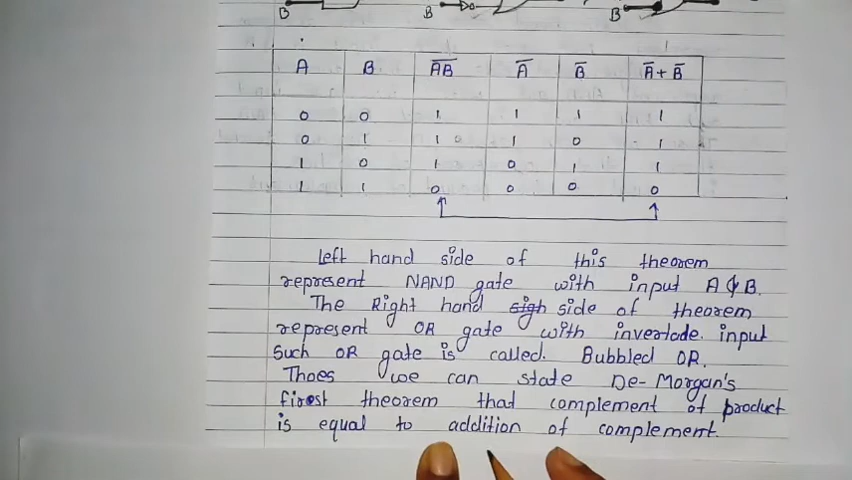 B B B
A B A̅B̅ A̅ B̅ A̅ + B̅
0 0 1 1 1 1
0 1 1 1 0 1
1 0 1 0 1 1
1 1 0 0 0 0
Left hand side of this theorem
represent NAND gate with input A & B.
The Right hand sigh side of theorem
represent OR gate with invertade. input
Such OR gate is called. Bubbled OR.
Thoes we can state De-Morgan's
first theorem that complement of product
is equal to addition of complement.